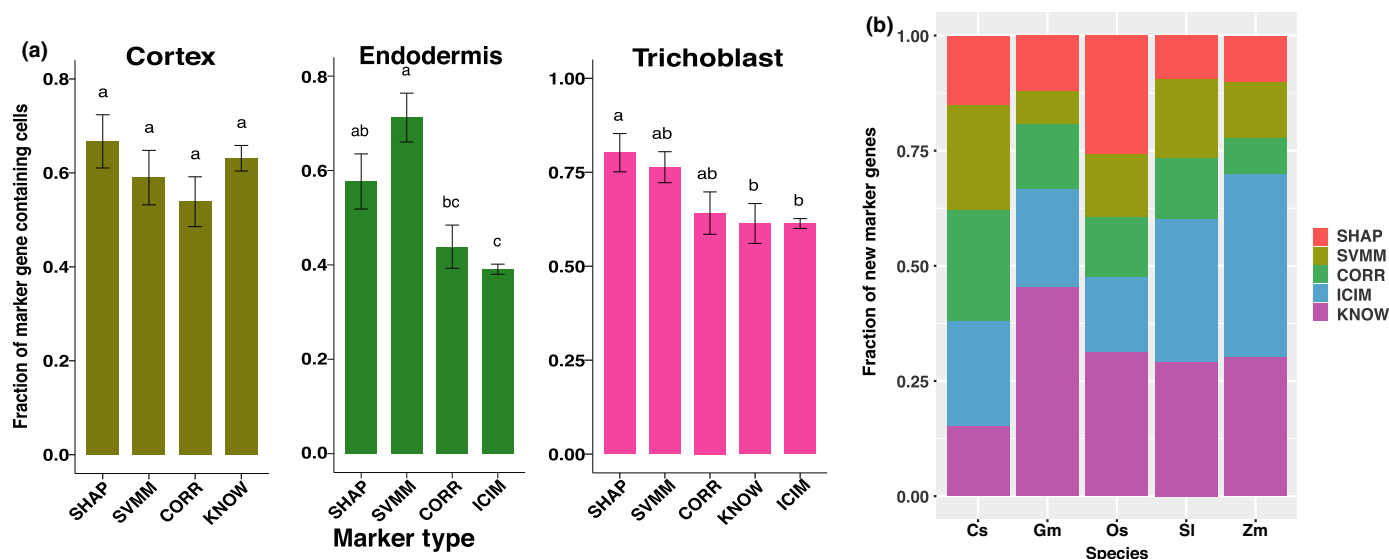 (a)
Cortex
Endodermis
Trichoblast
Fraction of marker gene containing cells
0.8
0.6
0.4
0.2
0.0
a
a
a
a
SHAP
SVMM
CORR
KNOW
0.8
0.6
0.4
0.2
0.0
ab
a
bc
c
SHAP
SVMM
CORR
ICIM
1.00
0.75
0.50
0.25
0.00
a
ab
ab
b
b
SHAP
SVMM
CORR
KNOW
ICIM
Marker type
(b)
Fraction of new marker genes
1.00
0.75
0.50
0.25
0.00
Cs
Gm
Os
Sl
Zm
Species
SHAP
SVMM
CORR
ICIM
KNOW